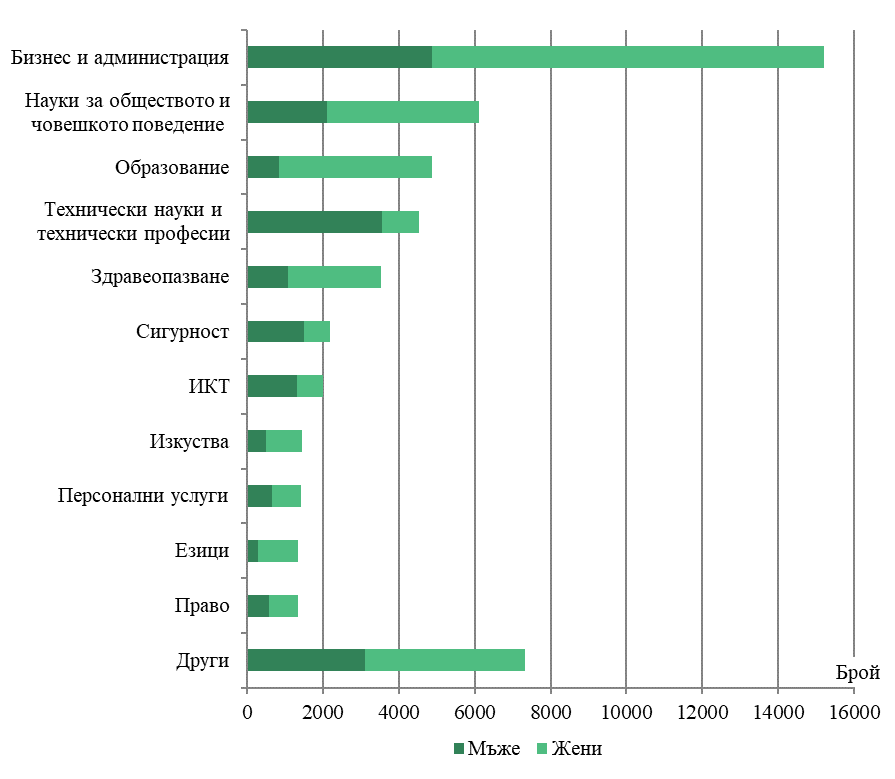 Бизнес и администрация
Науки за обществото и
човешкото поведение
Образование
Технически науки и
технически професии
Здравеопазване
Сигурност
ИКТ
Изкуства
Персонални услуги
Езици
Право
Други
Брой
0 2000 4000 6000 8000 10000 12000 14000 16000
Мъже Жени